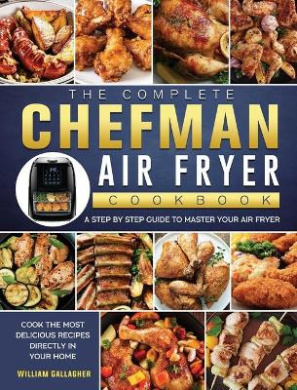 THE COMPLETE
CHEFMAN
AIR FRYER
COOKBOOK
A STEP BY STEP GUIDE TO MASTER YOUR AIR FRYER
COOK THE MOST
DELICIOUS RECIPES
DIRECTLY IN
YOUR HOME
WILLIAM GALLAGHER